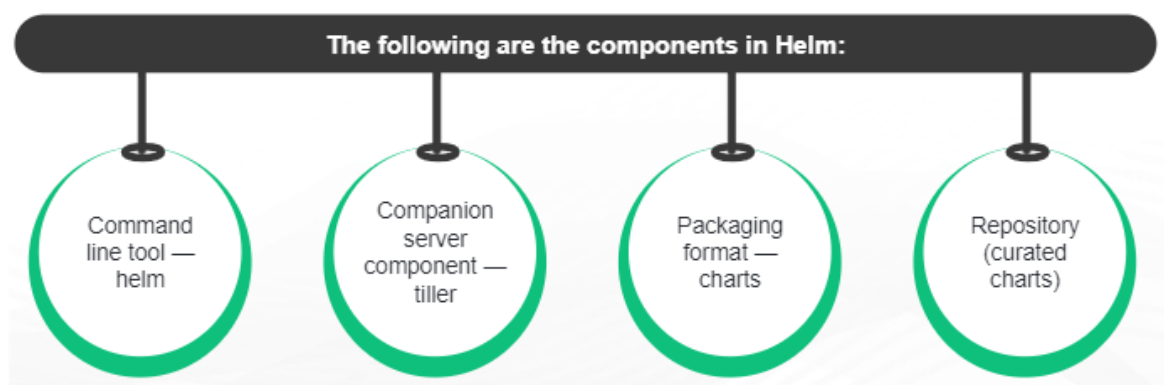 The following are the components in Helm:
Command
line tool —
helm
Companion
server
component —
tiller
Packaging
format —
charts
Repository
(curated
charts)